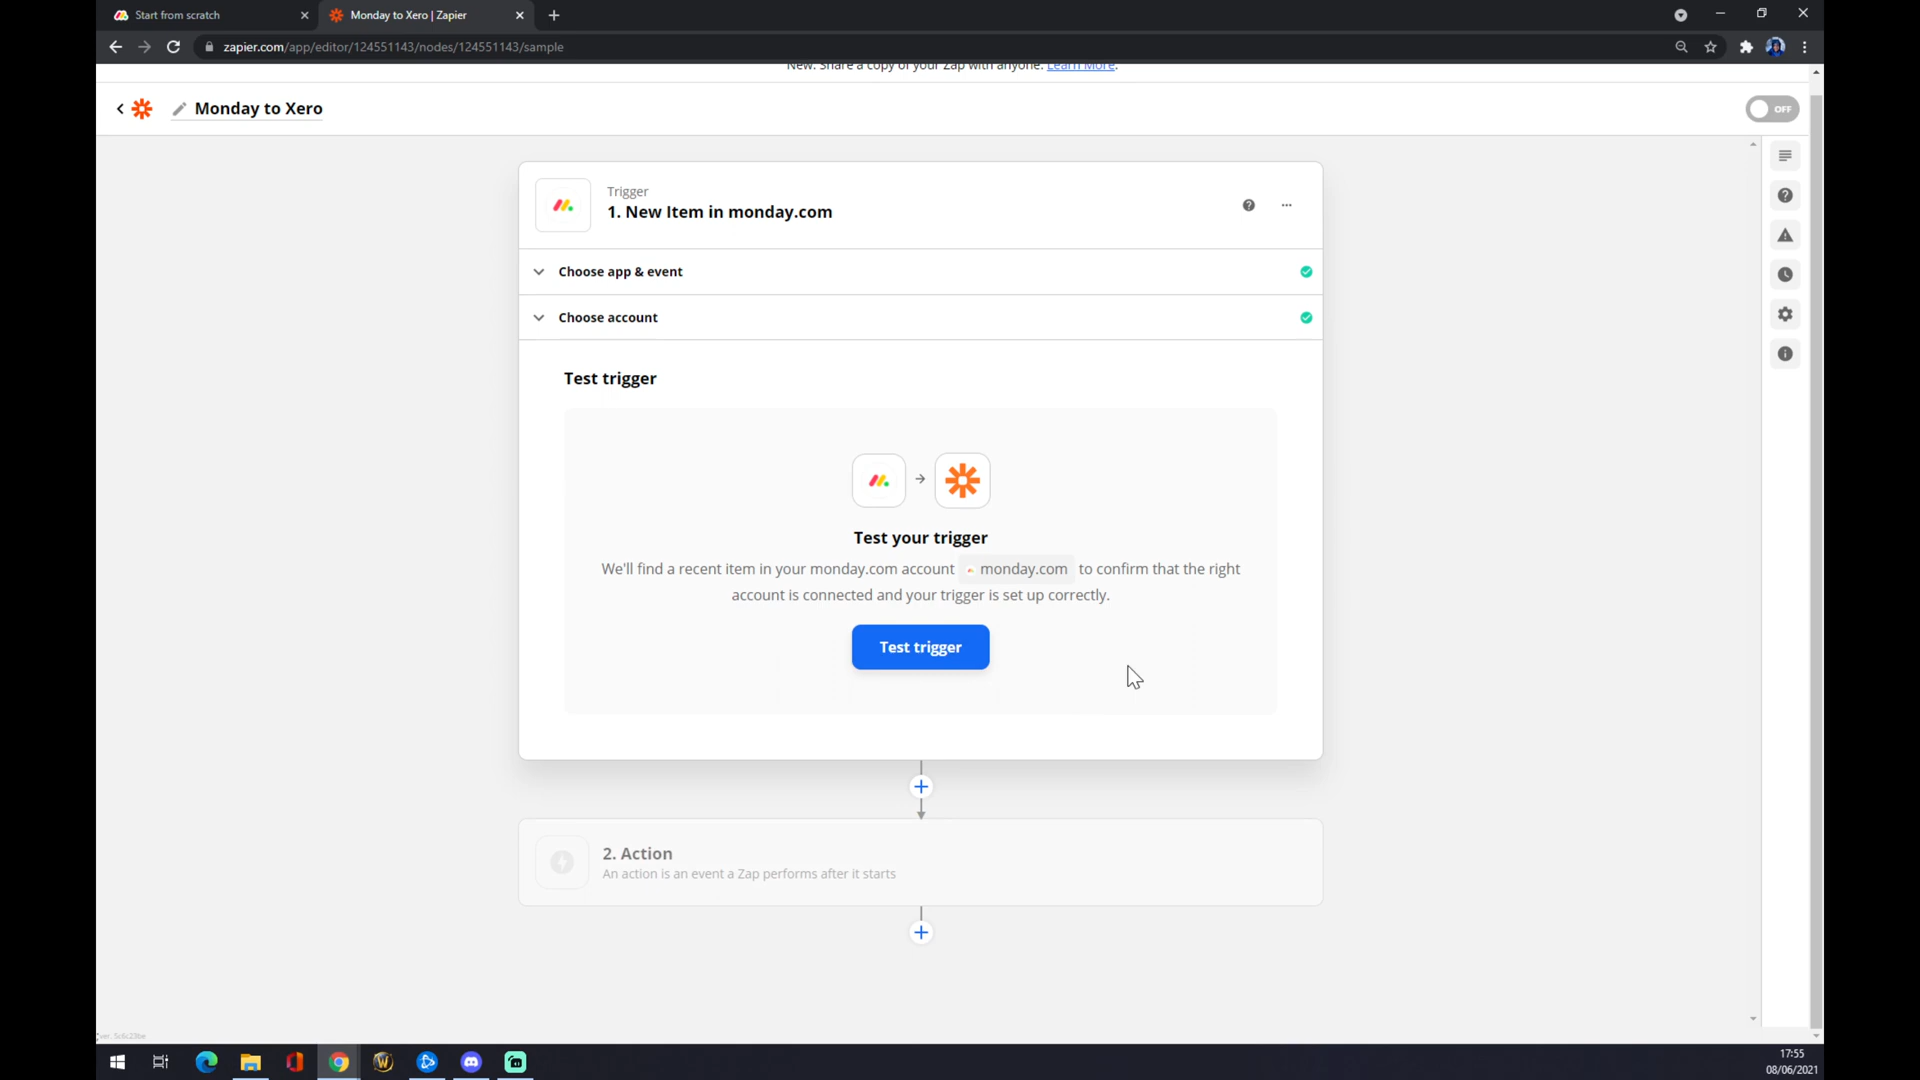 Start from scratch
Monday to Xero | Zapier
zapier.com/app/editor/124551143/nodes/124551143/sample
New: Share a copy of your Zap with anyone. Learn More.
Monday to Xero
OFF
Trigger
1. New Item in monday.com
Choose app & event
Choose account
Test trigger
Test your trigger
We'll find a recent item in your monday.com account monday.com to confirm that the right
account is connected and your trigger is set up correctly.
Test trigger
2. Action
An action is an event a Zap performs after it starts
17:55
08/06/2021